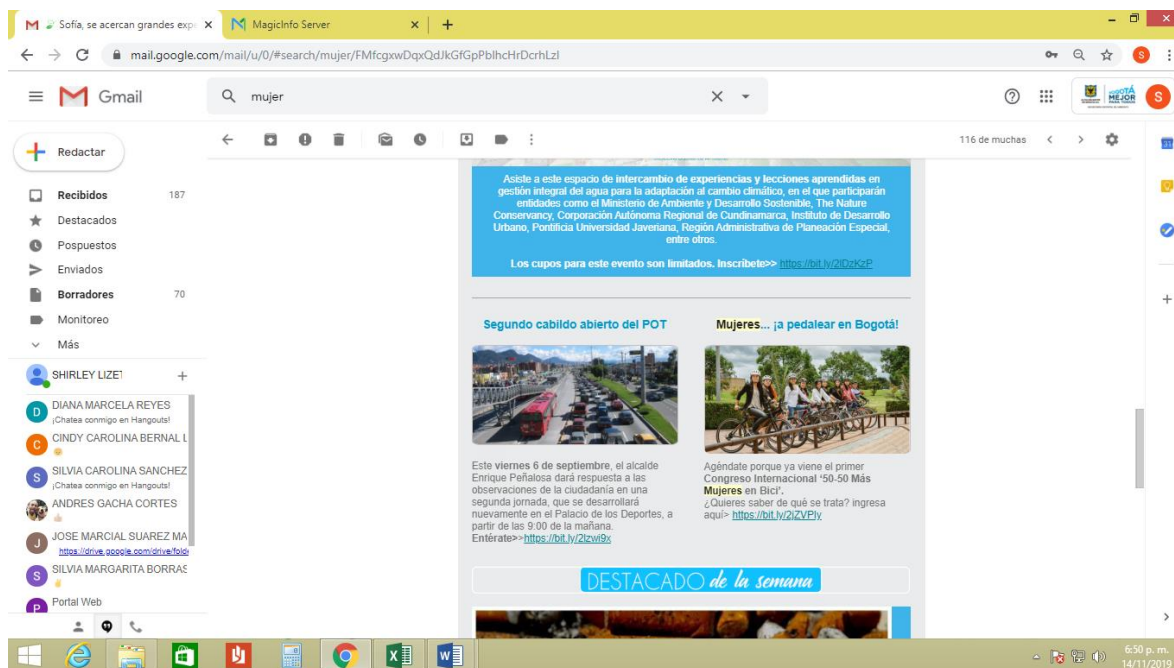 Sofía, se acercan grandes expe
MagicInfo Server
mail.google.com/mail/u/0/#search/mujer/FMfcgxwDqxQdJkGfGpPblhcHrDcrhLzl
S
Gmail
mujer
BOGOTÁ
MEJOR
PARA TODOS
S
Redactar
116 de muchas
31
Recibidos 187
Destacados
Pospuestos
Enviados
Borradores 70
Monitoreo
Más
SHIRLEY LIZET
D
DIANA MARCELA REYES
¡Chatea conmigo en Hangouts!
C
CINDY CAROLINA BERNAL L
S
SILVIA CAROLINA SANCHEZ
¡Chatea conmigo en Hangouts!
ANDRES GACHA CORTES
J
JOSE MARCIAL SUAREZ MA
https://drive.google.com/drive/folde
S
SILVIA MARGARITA BORRAS
P
Portal Web
Asiste a este espacio de intercambio de experiencias y lecciones aprendidas en
gestión integral del agua para la adaptación al cambio climático, en el que participarán
entidades como el Ministerio de Ambiente y Desarrollo Sostenible, The Nature
Conservancy, Corporación Autónoma Regional de Cundinamarca, Instituto de Desarrollo
Urbano, Pontificia Universidad Javeriana, Región Administrativa de Planeación Especial,
entre otros.
Los cupos para este evento son limitados. Inscríbete>> https://bit.ly/2lDzKzP
Segundo cabildo abierto del POT
Este viernes 6 de septiembre, el alcalde
Enrique Peñalosa dará respuesta a las
observaciones de la ciudadanía en una
segunda jornada, que se desarrollará
nuevamente en el Palacio de los Deportes, a
partir de las 9:00 de la mañana.
Entérate>>https://bit.ly/2lzwi9x
Mujeres... ¡a pedalear en Bogotá!
Agéndate porque ya viene el primer
Congreso Internacional ‘50-50 Más
Mujeres en Bici’.
¿Quieres saber de qué se trata? ingresa
aquí> https://bit.ly/2jZVPly
DESTACADO de la semana
6:50 p. m.
14/11/2019